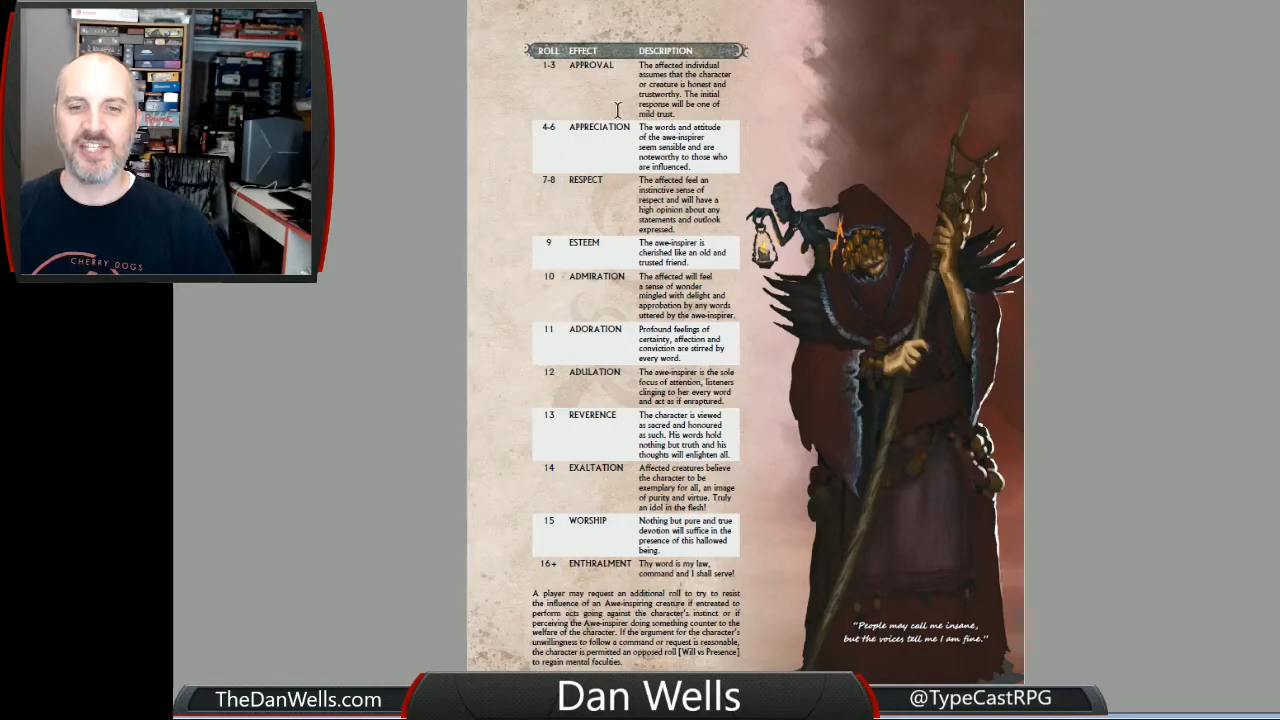 CHERRY DOGS
ROLL EFFECT DESCRIPTION
1-3 APPROVAL The affected individual
assumes that the character
or creature is honest and
trustworthy. The initial
response will be one of
mild trust.
4-6 APPRECIATION The words and attitude
of the awe-inspirer
seem sensible and are
noteworthy to those who
are influenced.
7-8 RESPECT The affected feel an
instinctive sense of
respect and will have a
high opinion about any
statements and outlook
expressed.
9 ESTEEM The awe-inspirer is
cherished like an old and
trusted friend.
10 ADMIRATION The affected will feel
a sense of wonder
mingled with delight and
approbation by any words
uttered by the awe-inspirer.
11 ADORATION Profound feelings of
certainty, affection and
conviction are stirred by
every word.
12 ADULATION The awe-inspirer is the sole
focus of attention, listeners
clinging to her every word
and act as if enraptured.
13 REVERENCE The character is viewed
as sacred and honoured
as such. His words hold
nothing but truth and his
thoughts will enlighten all.
14 EXALTATION Affected creatures believe
the character to be
exemplary for all, an image
of purity and virtue. Truly
an idol in the flesh!
15 WORSHIP Nothing but pure and true
devotion will suffice in the
presence of this hallowed
being.
16+ ENTHRALMENT Thy word is my law,
command and I shall serve!
A player may request an additional roll to try to resist
the influence of an Awe-inspiring creature if entreated to
perform acts going against the character's instinct or if
perceiving the Awe-inspirer doing something counter to the
welfare of the character. If the argument for the character's
unwillingness to follow a command or request is reasonable,
the character is permitted an opposed roll [Will vs Presence]
to regain mental faculties.
"People may call me insane,
but the voices tell me I am fine."
TheDanWells.com
Dan Wells
@TypeCastRPG